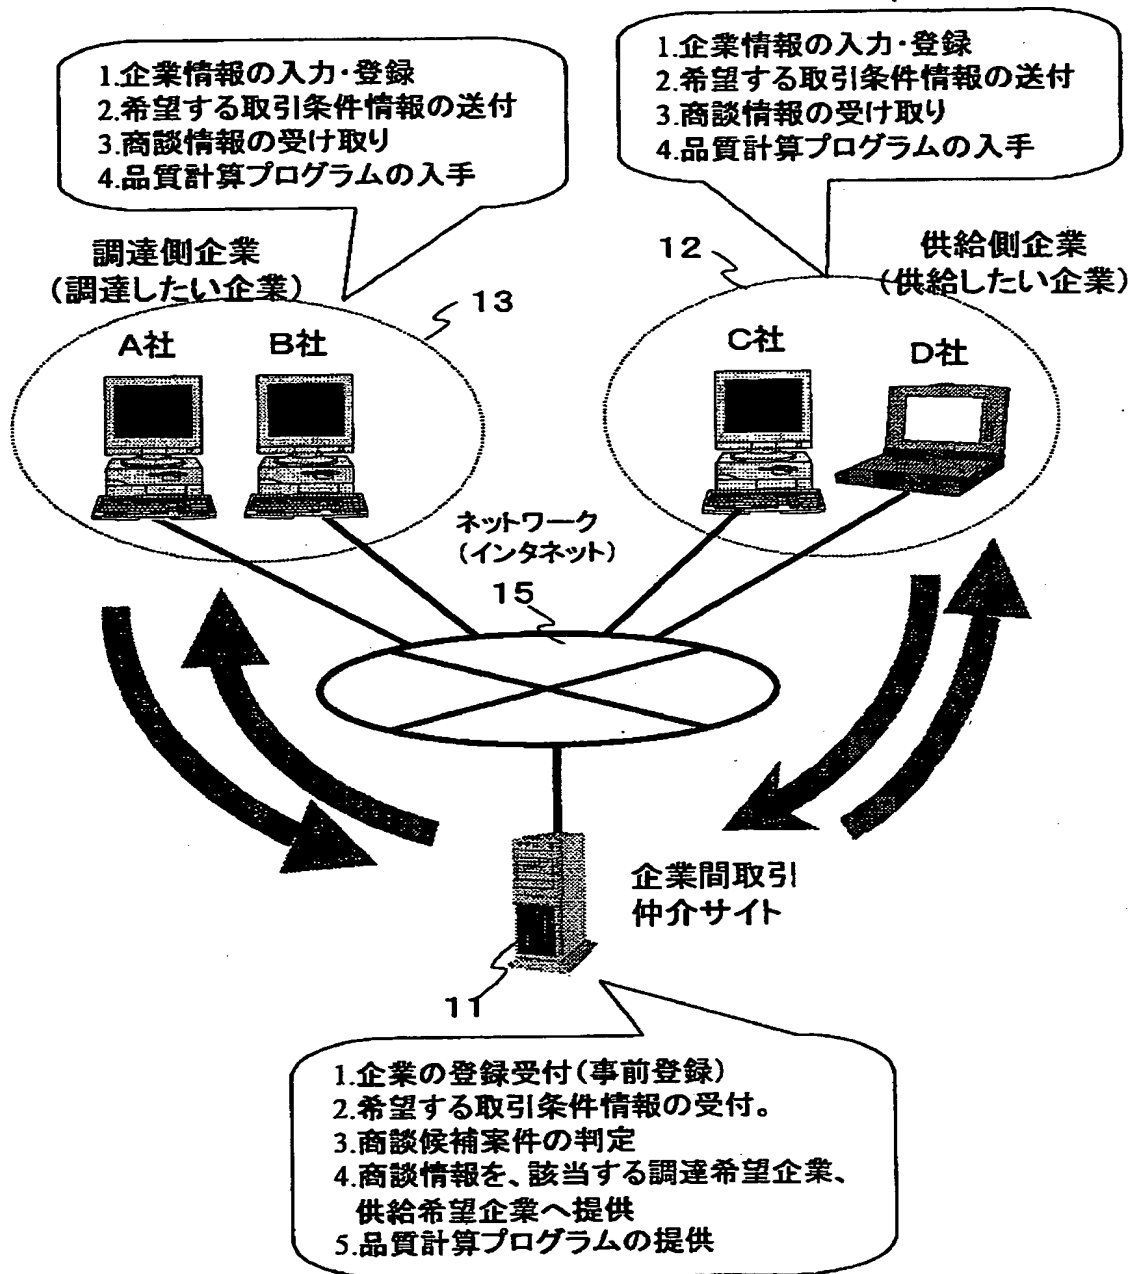 1.企業情報の入力･登録
2.希望する取引条件情報の送付
3.商談情報の受け取り
4.品質計算プログラムの入手
1.企業情報の入力･登録
2.希望する取引条件情報の送付
3.商談情報の受け取り
4.品質計算プログラムの入手
調達側企業
(調達したい企業)
13
A社
B社
12
供給側企業
(供給したい企業)
C社
D社
ネットワーク
(インタネット)
15
企業間取引
仲介サイト
11
1.企業の登録受付(事前登録)
2.希望する取引条件情報の受付。
3.商談候補案件の判定
4.商談情報を、該当する調達希望企業、
供給希望企業へ提供
5.品質計算プログラムの提供